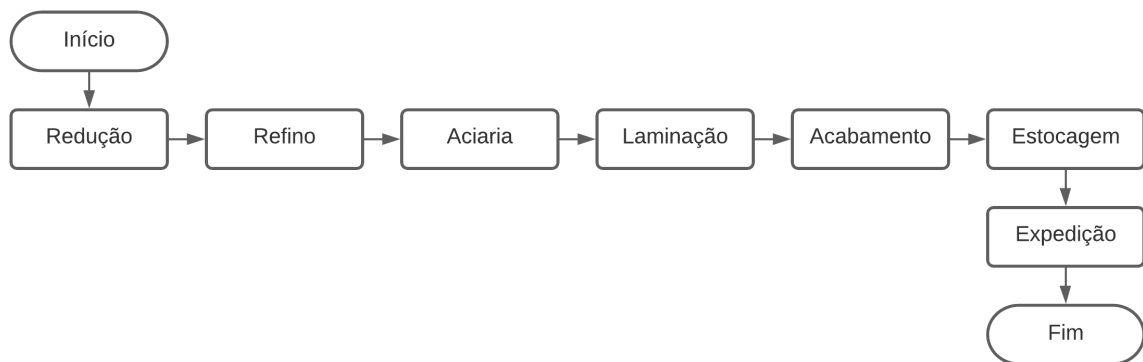 Início
Redução
Refino
Aciaria
Laminação
Acabamento
Estocagem
Expedição
Fim